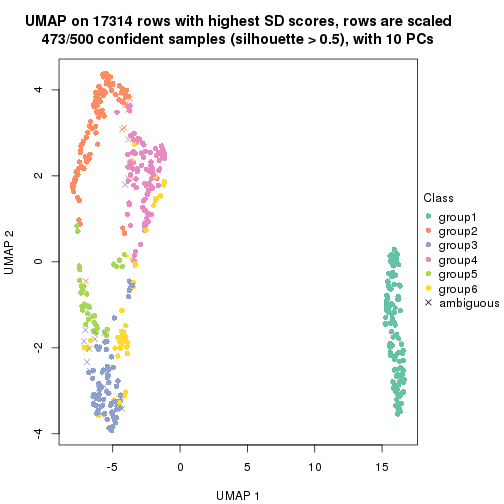 UMAP on 17314 rows with highest SD scores, rows are scaled
473/500 confident samples (silhouette > 0.5), with 10 PCs
4
2
0
-2
-4
UMAP 2
-5
0
5
10
15
UMAP 1
Class
group1
group2
group3
group4
group5
group6
ambiguous